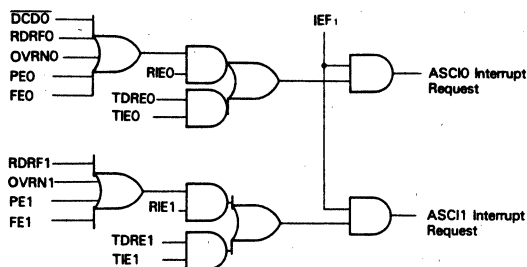 DCD0
IEF1
RDRF0
OVRN0
PE0
RIE0
FE0
TDRE0
TIE0
ASCI0 Interrupt
Request
RDRF1
OVRN1
PE1
RIE1
FE1
TDRE1
TIE1
ASCI1 Interrupt
Request